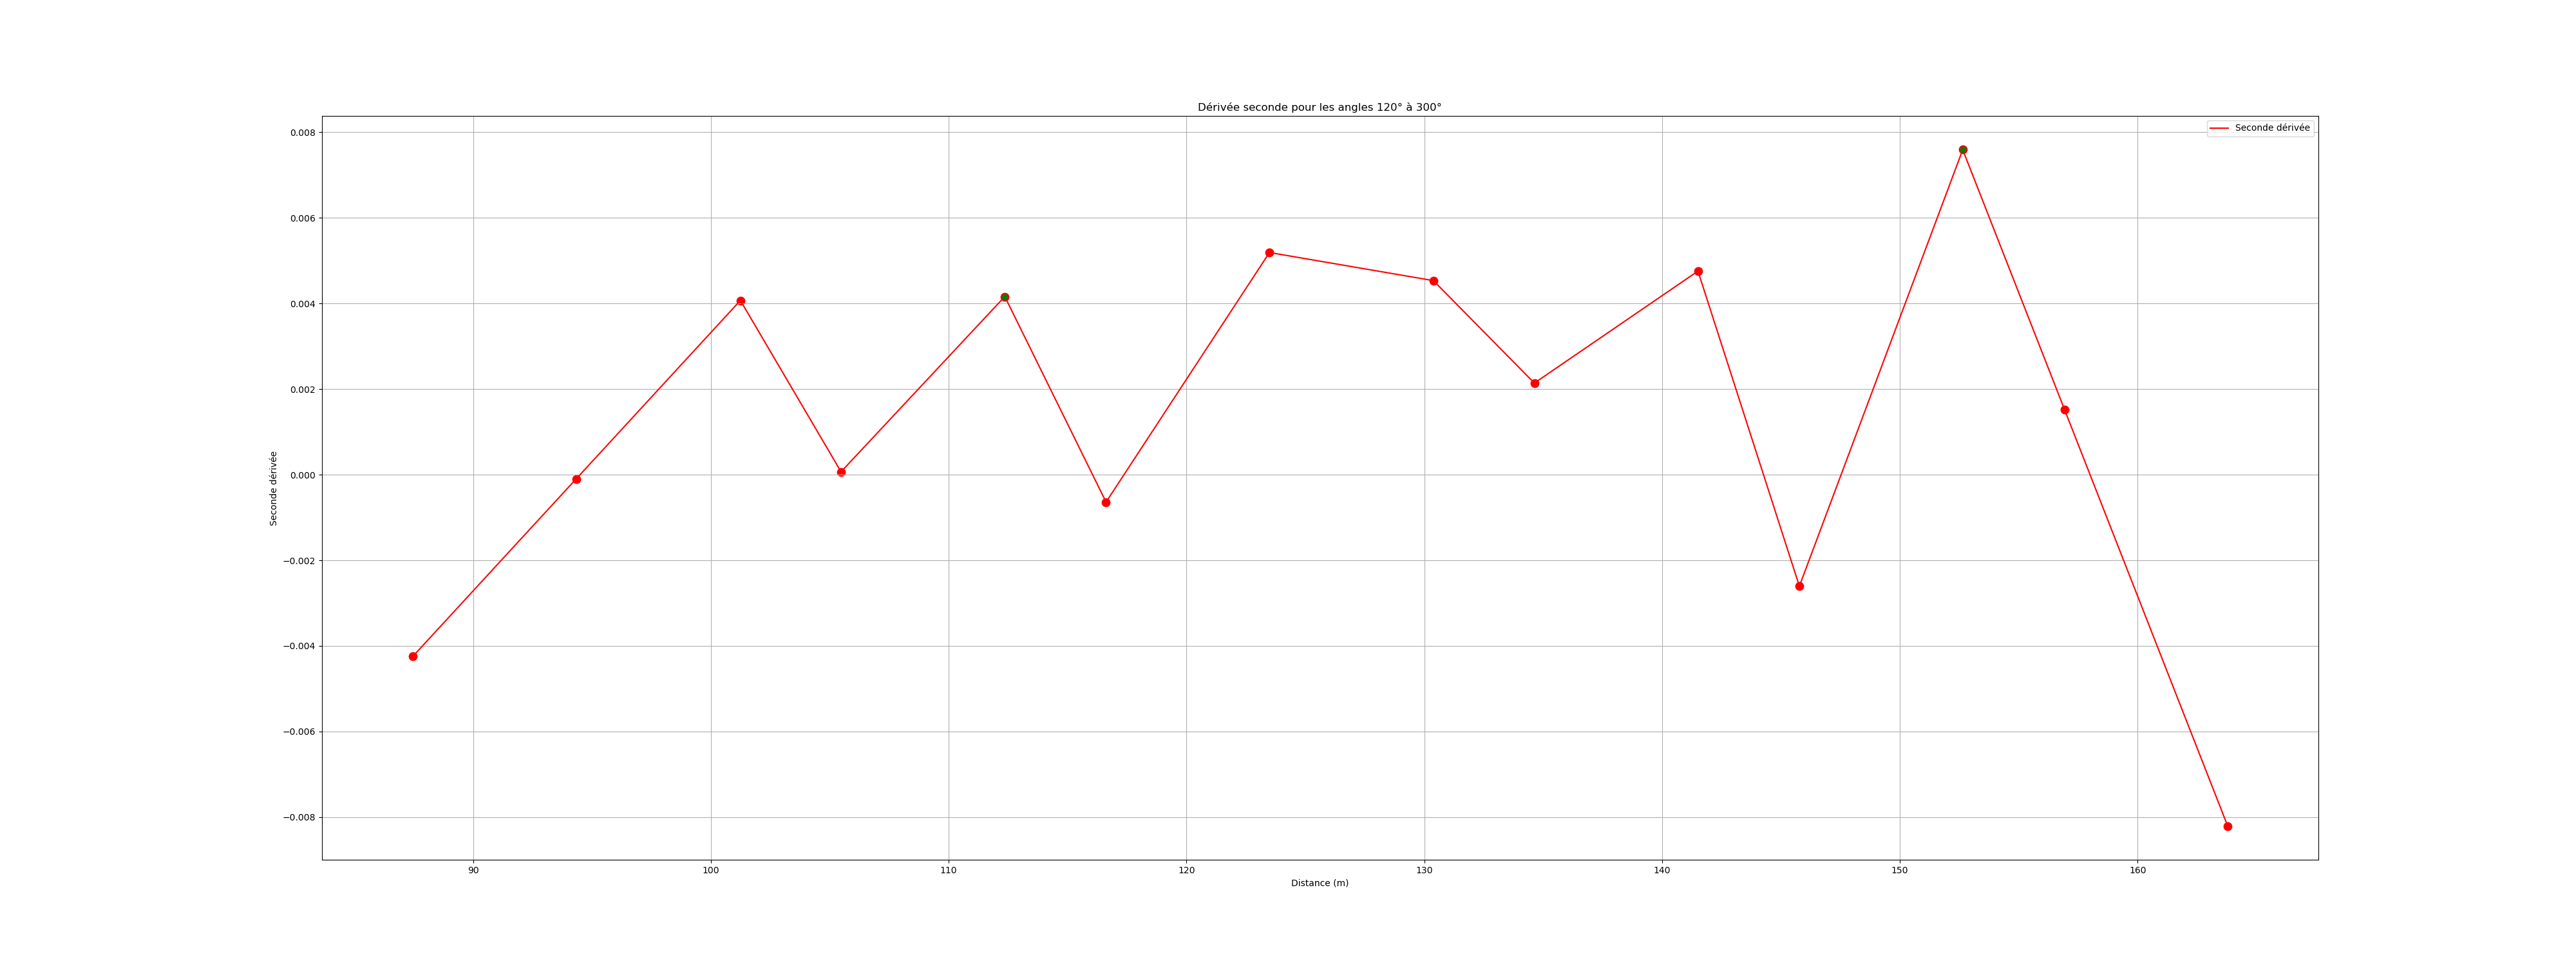 Dérivée seconde pour les angles 120° à 300°
Seconde dérivée
0.008
0.006
0.004
0.002
0.000
−0.002
−0.004
−0.006
−0.008
Seconde dérivée
90 100 110 120 130 140 150 160
Distance (m)